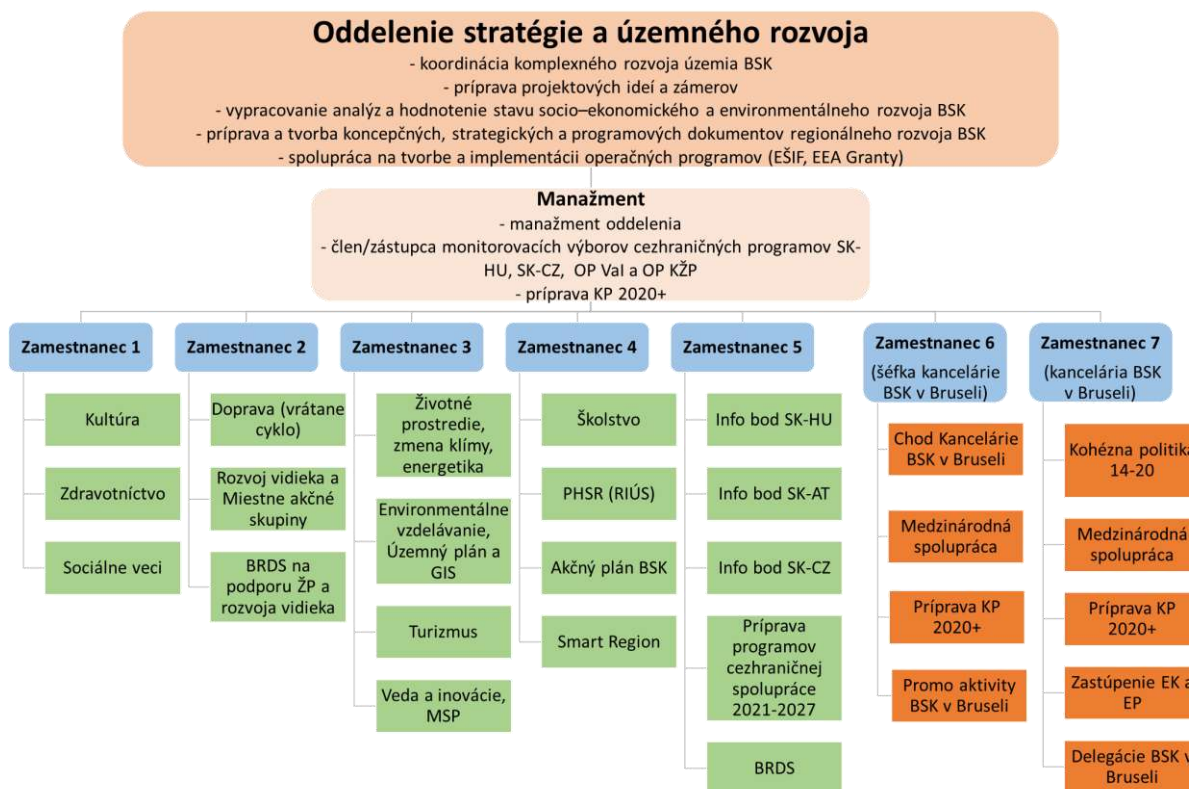 Oddelenie stratégie a územného rozvoja
- koordinácia komplexného rozvoja územia BSK
- príprava projektových ideí a zámerov
- vypracovanie analýz a hodnotenie stavu socio–ekonomického a environmentálneho rozvoja BSK
- príprava a tvorba koncepčných, strategických a programových dokumentov regionálneho rozvoja BSK
- spolupráca na tvorbe a implementácii operačných programov (EŠIF, EEA Granty)
Manažment
- manažment oddelenia
- člen/zástupca monitorovacích výborov cezhraničných programov SK-
HU, SK-CZ, OP Val a OP KŽP
- príprava KP 2020+
Zamestnanec 1
Kultúra
Zdravotníctvo
Sociálne veci
Zamestnanec 2
Doprava (vrátane
cyklo)
Rozvoj vidieka a
Miestne akčné
skupiny
BRDS na
podporu ŽP a
rozvoja vidieka
Zamestnanec 3
Životné
prostredie,
zmena klímy,
energetika
Environmentálne
vzdelávanie,
Územný plán a
GIS
Turizmus
Veda a inovácie,
MSP
Zamestnanec 4
Školstvo
PHSR (RIÚS)
Akčný plán BSK
Smart Region
Zamestnanec 5
Info bod SK-HU
Info bod SK-AT
Info bod SK-CZ
Príprava
programov
cezhraničnej
spolupráce
2021-2027
BRDS
Zamestnanec 6
(šéfka kancelárie
BSK v Bruseli)
Chod Kancelárie
BSK v Bruseli
Medzinárodná
spolupráca
Príprava KP
2020+
Promo aktivity
BSK v Bruseli
Zamestnanec 7
(kancelária BSK
v Bruseli)
Kohézna politika
14-20
Medzinárodná
spolupráca
Príprava KP
2020+
Zastúpenie EK a
EP
Delegácie BSK v
Bruseli